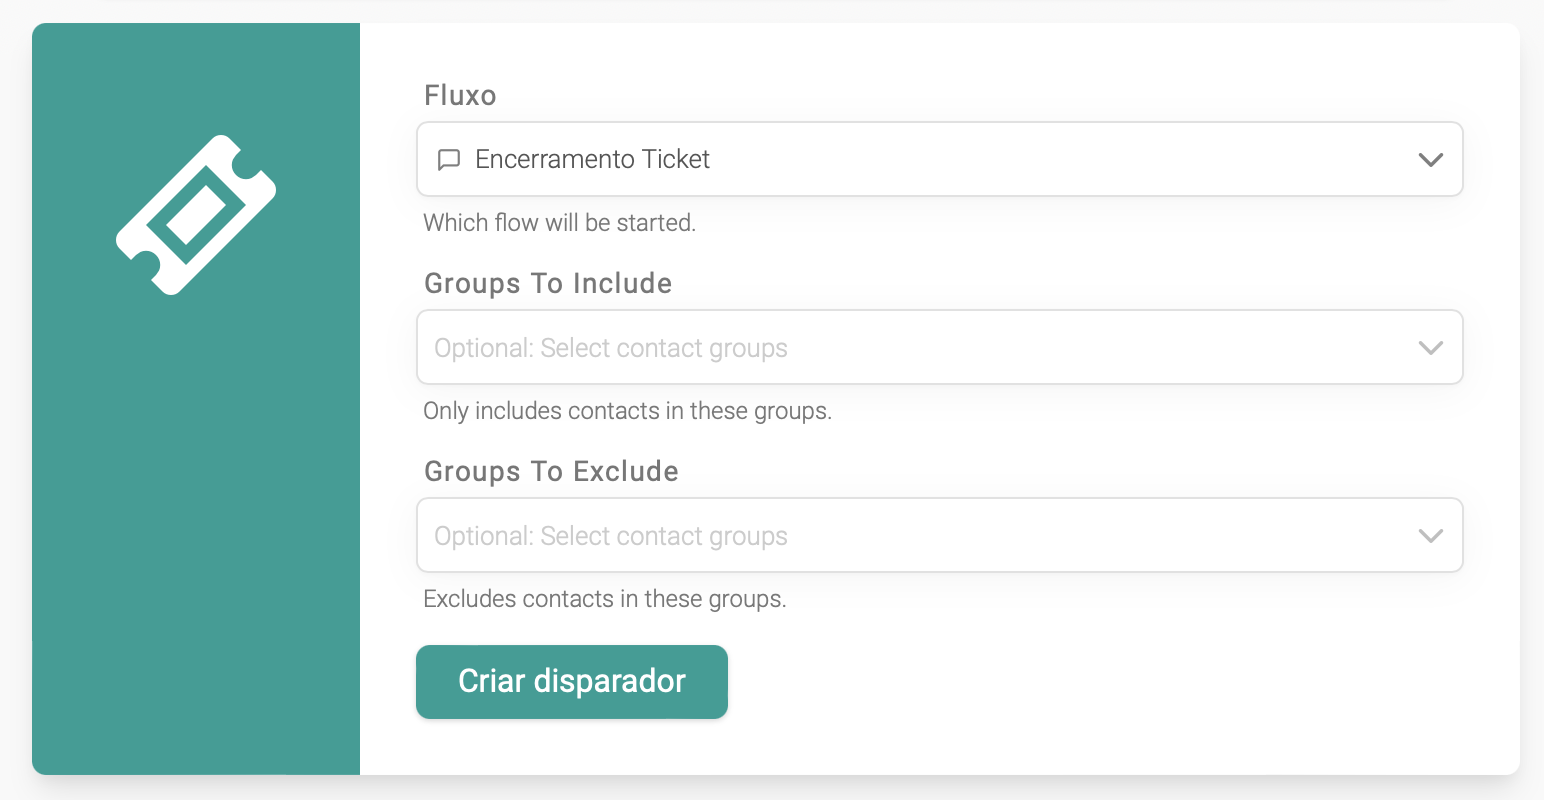 Fluxo
Encerramento Ticket
Which flow will be started.
Groups To Include
Optional: Select contact groups
Only includes contacts in these groups.
Groups To Exclude
Optional: Select contact groups
Excludes contacts in these groups.
Criar disparador